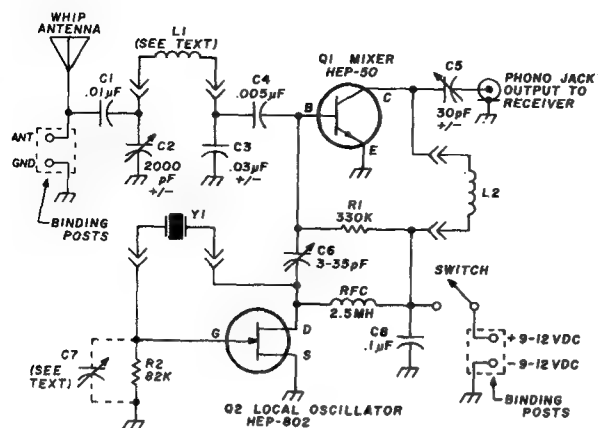 WHIP
ANTENNA
L1
(SEE TEXT)
Q1 MIXER
HEP-50
C1
.01µF
C4
.005µF
C5
30pF
+/-
PHONO JACK
OUTPUT TO
RECEIVER
B
C
E
ANT
GND
C2
2000
pF
+/-
C3
.03µF
+/-
L2
BINDING
POSTS
Y1
R1
330K
C6
3-35pF
SWITCH
RFC
2.5MH
G
D
S
C8
.1µF
+9-12VDC
-9-12VDC
C7
(SEE
TEXT)
R2
82K
BINDING
POSTS
Q2 LOCAL OSCILLATOR
HEP-802